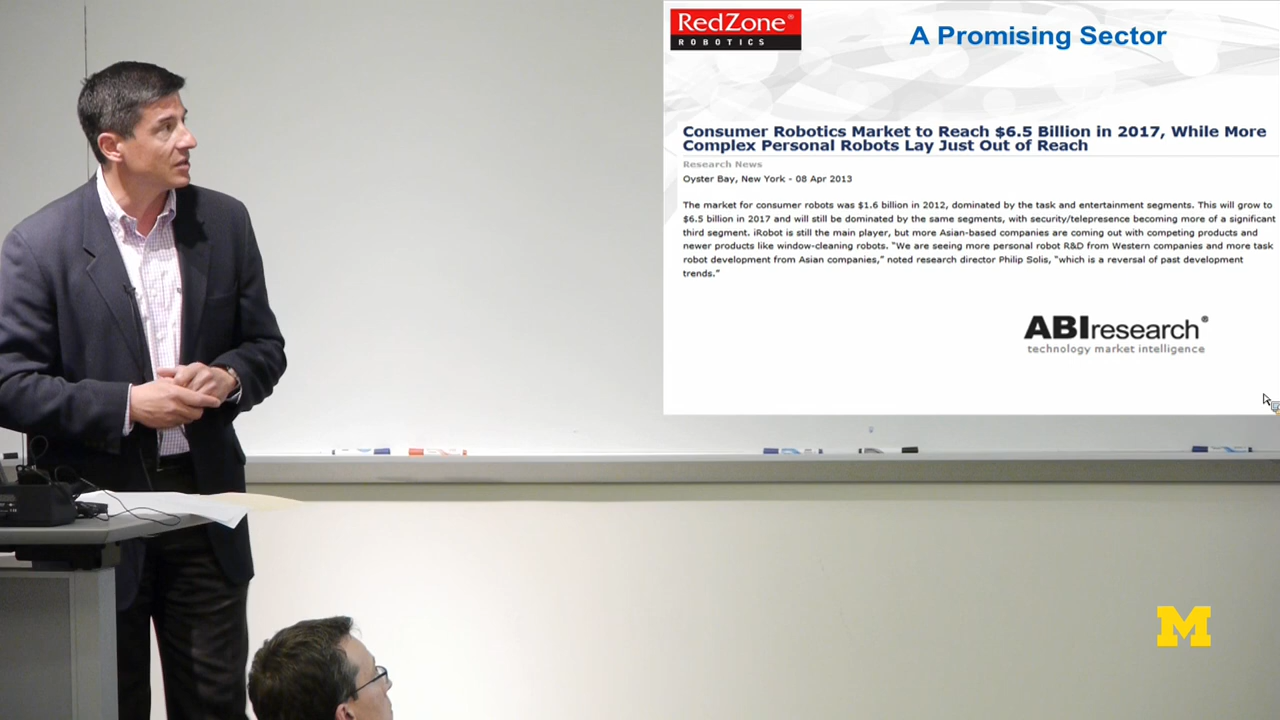 RedZone®
ROBOTICS
A Promising Sector
Consumer Robotics Market to Reach $6.5 Billion in 2017, While More
Complex Personal Robots Lay Just Out of Reach
Research News
Oyster Bay, New York - 08 Apr 2013
The market for consumer robots was $1.6 billion in 2012, dominated by the task and entertainment segments. This will grow to
$6.5 billion in 2017 and will still be dominated by the same segments, with security/telepresence becoming more of a significant
third segment. iRobot is still the main player, but more Asian-based companies are coming out with competing products and
newer products like window-cleaning robots. “We are seeing more personal robot R&D from Western companies and more task
robot development from Asian companies,” noted research director Philip Solis, “which is a reversal of past development
trends.”
ABIresearch®
technology market intelligence
M